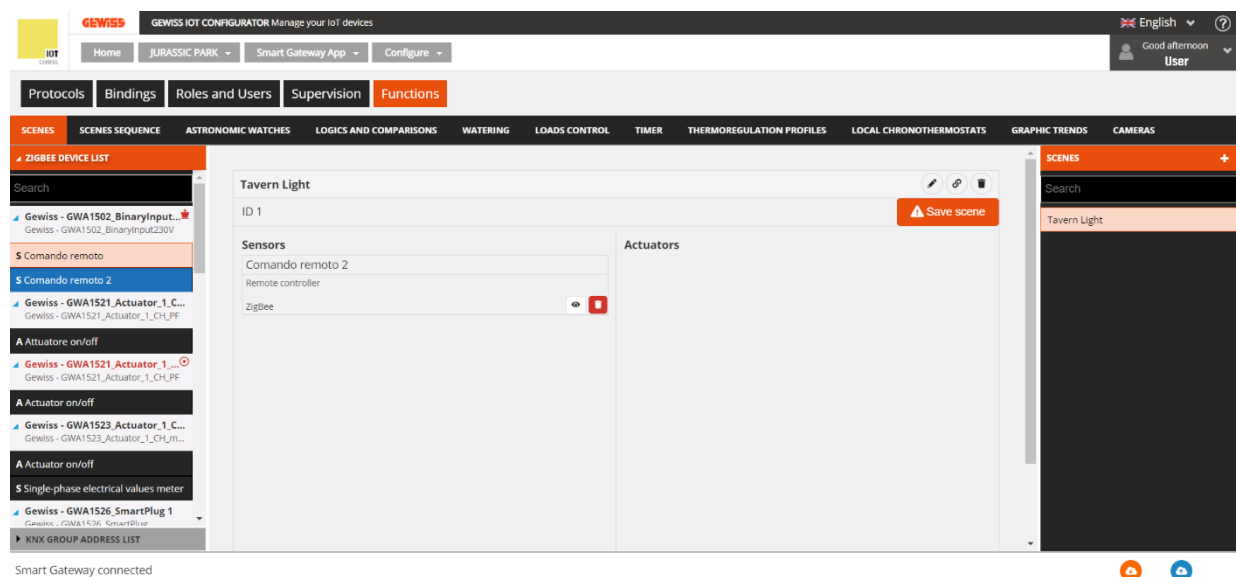 GEWISS GEWISS IOT CONFIGURATOR Manage your IoT devices English
IOT
CONFIG
Home JURASSIC PARK Smart Gateway App Configure Good afternoon
User
Protocols Bindings Roles and Users Supervision Functions
SCENES SCENES SEQUENCE ASTRONOMIC WATCHES LOGICS AND COMPARISONS WATERING LOADS CONTROL TIMER THERMOREGULATION PROFILES LOCAL CHRONOTHERMOSTATS GRAPHIC TRENDS CAMERAS
ZIGBEE DEVICE LIST
Search
Gewiss - GWA1502_BinaryInput...
Gewiss - GWA1502_BinaryInput230V
S Comando remoto
S Comando remoto 2
Gewiss - GWA1521_Actuator_1_C...
Gewiss - GWA1521_Actuator_1_CH_PF
A Attuatore on/off
Gewiss - GWA1521_Actuator_1_...
Gewiss - GWA1521_Actuator_1_CH_PF
A Actuator on/off
Gewiss - GWA1523_Actuator_1_C...
Gewiss - GWA1523_Actuator_1_CH_m...
A Actuator on/off
S Single-phase electrical values meter
Gewiss - GWA1526_SmartPlug 1
Gewiss - GWA1526_SmartPlug
KNX GROUP ADDRESS LIST
Tavern Light
ID 1 Save scene
Sensors
Comando remoto 2
Remote controller
ZigBee
Actuators
SCENES +
Search
Tavern Light
Smart Gateway connected